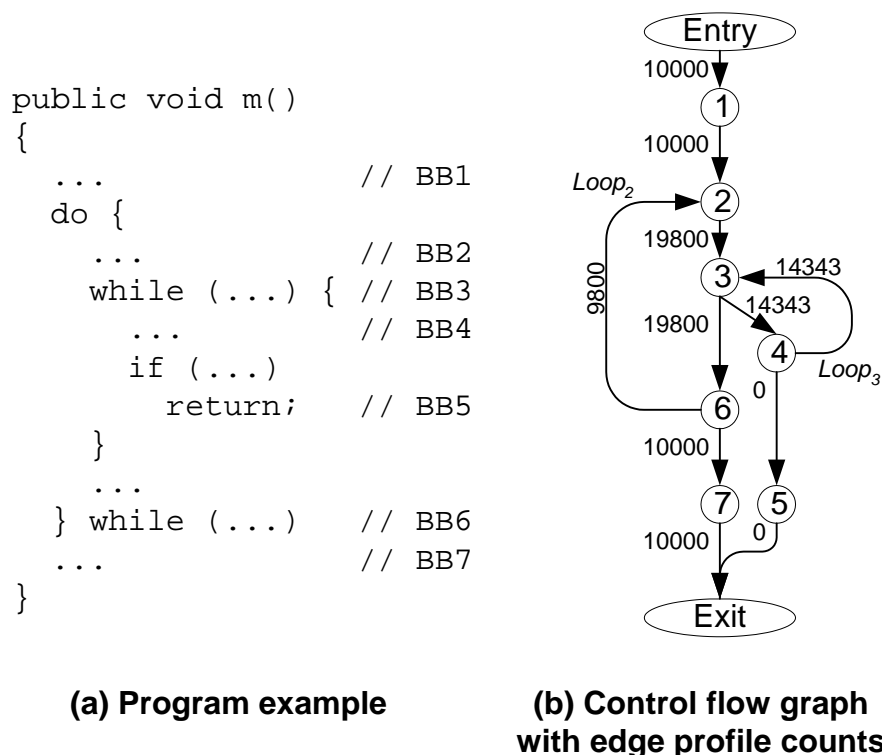 public void m()
{
... // BB1
do {
... // BB2
while (...) { // BB3
... // BB4
if (...)
return; // BB5
}
...
} while (...) // BB6
... // BB7
}
(a) Program example
Entry
10000
1
10000
Loop2
2
19800
9800
3
14343
14343
19800
4
Loop3
0
6
10000
7
5
10000
0
Exit
(b) Control flow graph
with edge profile counts